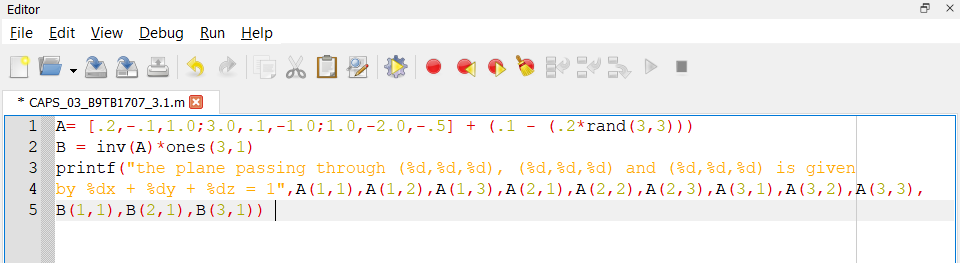 Editor
File Edit View Debug Run Help
* CAPS_03_B9TB1707_3.1.m
1 A= [.2,-.1,1.0;3.0,.1,-1.0;1.0,-2.0,-.5] + (.1 - (.2*rand(3,3)))
2 B = inv(A)*ones(3,1)
3 printf("the plane passing through (%d,%d,%d), (%d,%d,%d) and (%d,%d,%d) is given
4 by %dx + %dy + %dz = 1",A(1,1),A(1,2),A(1,3),A(2,1),A(2,2),A(2,3),A(3,1),A(3,2),A(3,3),
5 B(1,1),B(2,1),B(3,1))